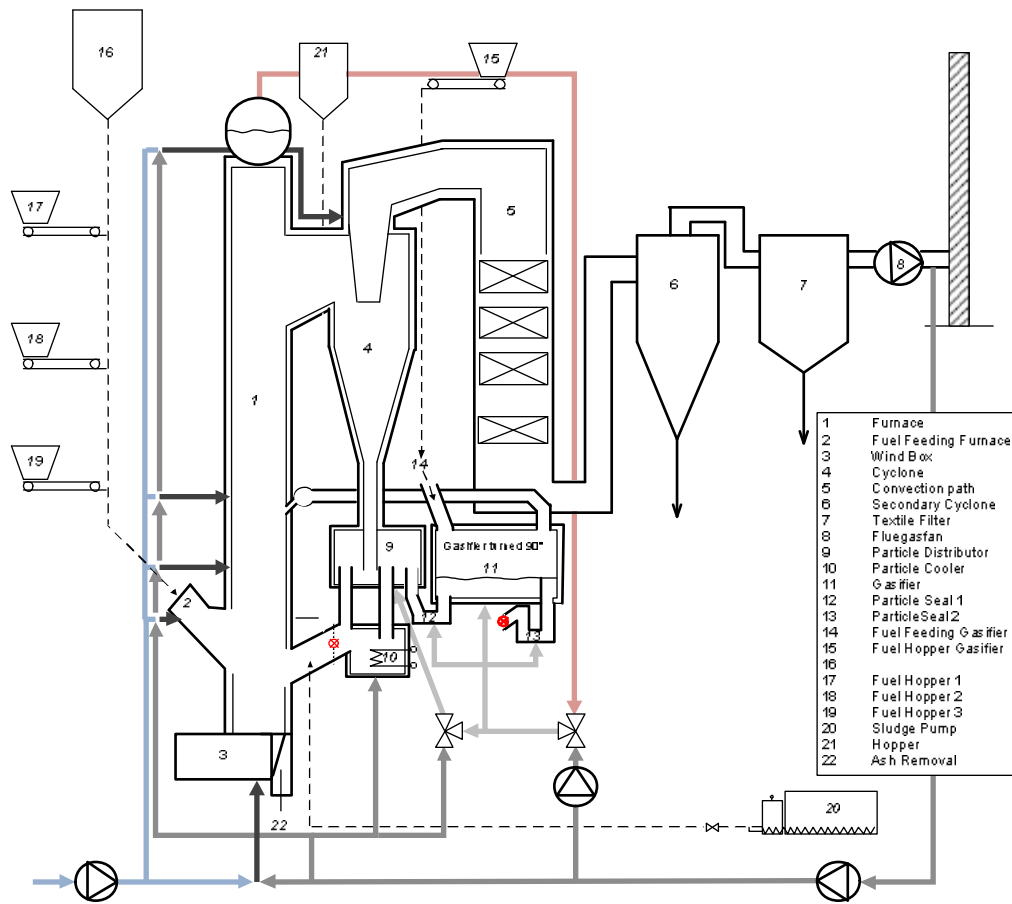 16
21
15
17
5
6
7
8
18
4
1
19
14
9
Gasifier turned 90°
11
2
12
13
10
3
22
20
1 Furnace
2 Fuel Feeding Furnace
3 Wind Box
4 Cyclone
5 Convection path
6 Secondary Cyclone
7 Textile Filter
8 Fluegasfan
9 Particle Distributor
10 Particle Cooler
11 Gasifier
12 Particle Seal 1
13 ParticleSeal2
14 Fuel Feeding Gasifier
15 Fuel Hopper Gasifier
16
17 Fuel Hopper 1
18 Fuel Hopper 2
19 Fuel Hopper 3
20 Sludge Pump
21 Hopper
22 Ash Removal